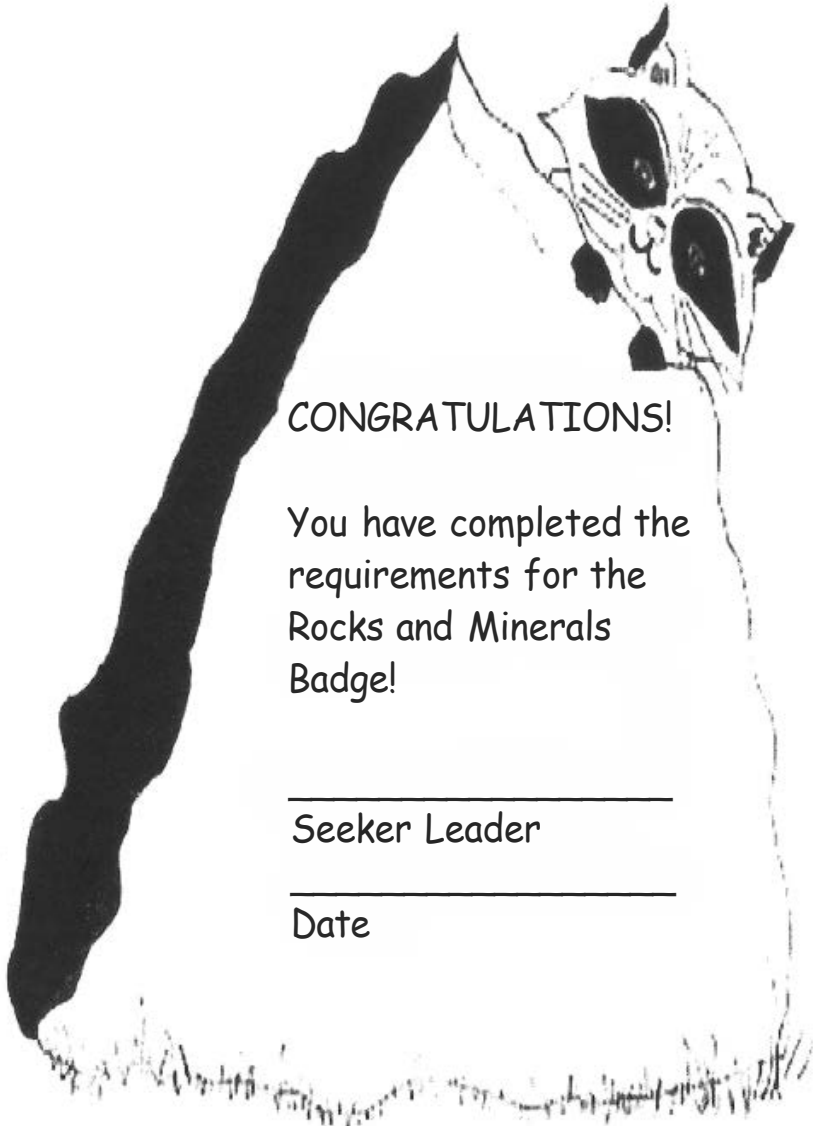 CONGRATULATIONS!
You have completed the
requirements for the
Rocks and Minerals
Badge!
Seeker Leader
Date